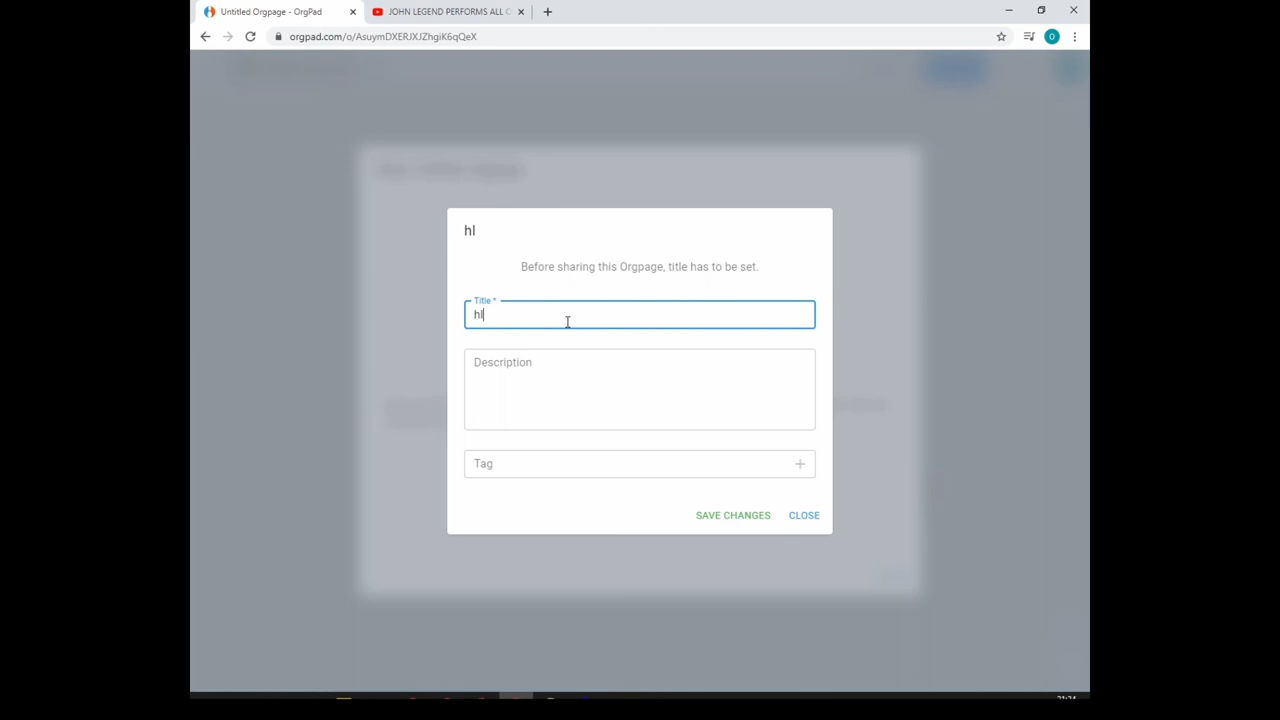 Untitled Orgpage - OrgPad
JOHN LEGEND PERFORMS ALL
orgpad.com/o/AsuymDXERJXJZhgiK6qQeX
O
hl
Before sharing this Orgpage, title has to be set.
Title *
hl
Description
Tag
SAVE CHANGES
CLOSE